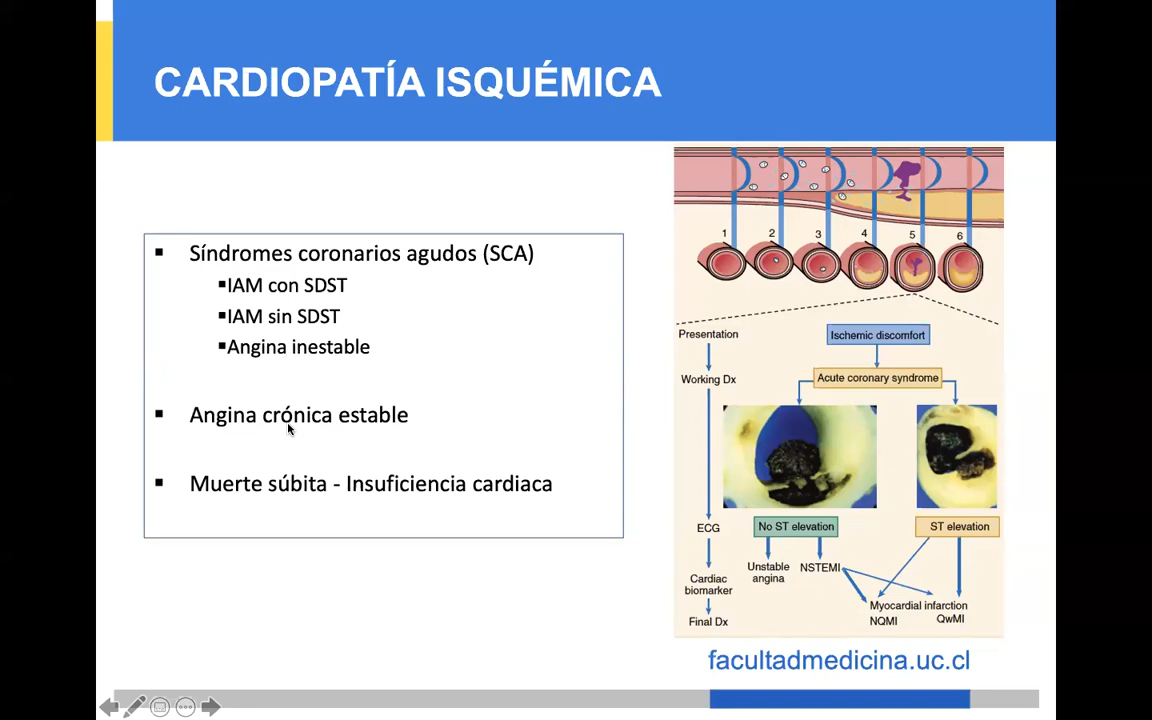 CARDIOPATÍA ISQUÉMICA
▪ Síndromes coronarios agudos (SCA)
▪IAM con SDST
▪IAM sin SDST
▪Angina inestable
▪ Angina crónica estable
▪ Muerte súbita - Insuficiencia cardiaca
1 2 3 4 5 6
Presentation
Ischemic discomfort
Working Dx
Acute coronary syndrome
ECG
No ST elevation
ST elevation
Unstable
angina
NSTEMI
Cardiac
biomarker
Myocardial infarction
Final Dx
NQMI
QwMI
facultadmedicina.uc.cl